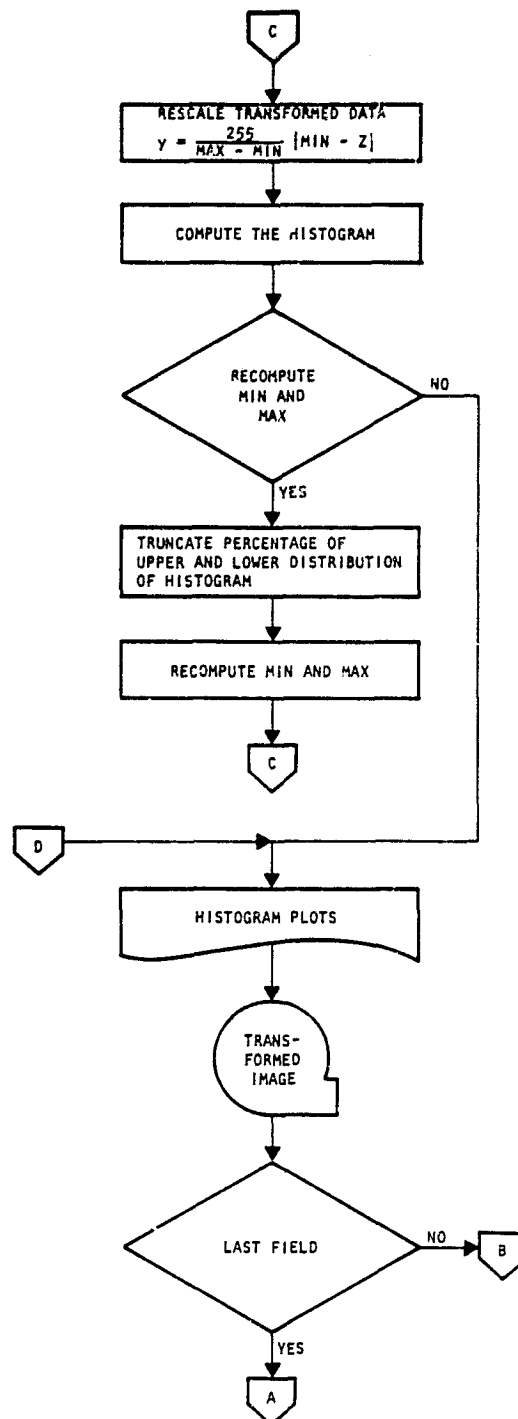 C
RESCALE TRANSFORMED DATA
y = 255 / MAX - MIN [MIN - Z]
COMPUTE THE HISTOGRAM
RECOMPUTE
MIN AND
MAX
NO
YES
TRUNCATE PERCENTAGE OF
UPPER AND LOWER DISTRIBUTION
OF HISTOGRAM
RECOMPUTE MIN AND MAX
C
D
HISTOGRAM PLOTS
TRANS-
FORMED
IMAGE
LAST FIELD
NO
B
YES
A